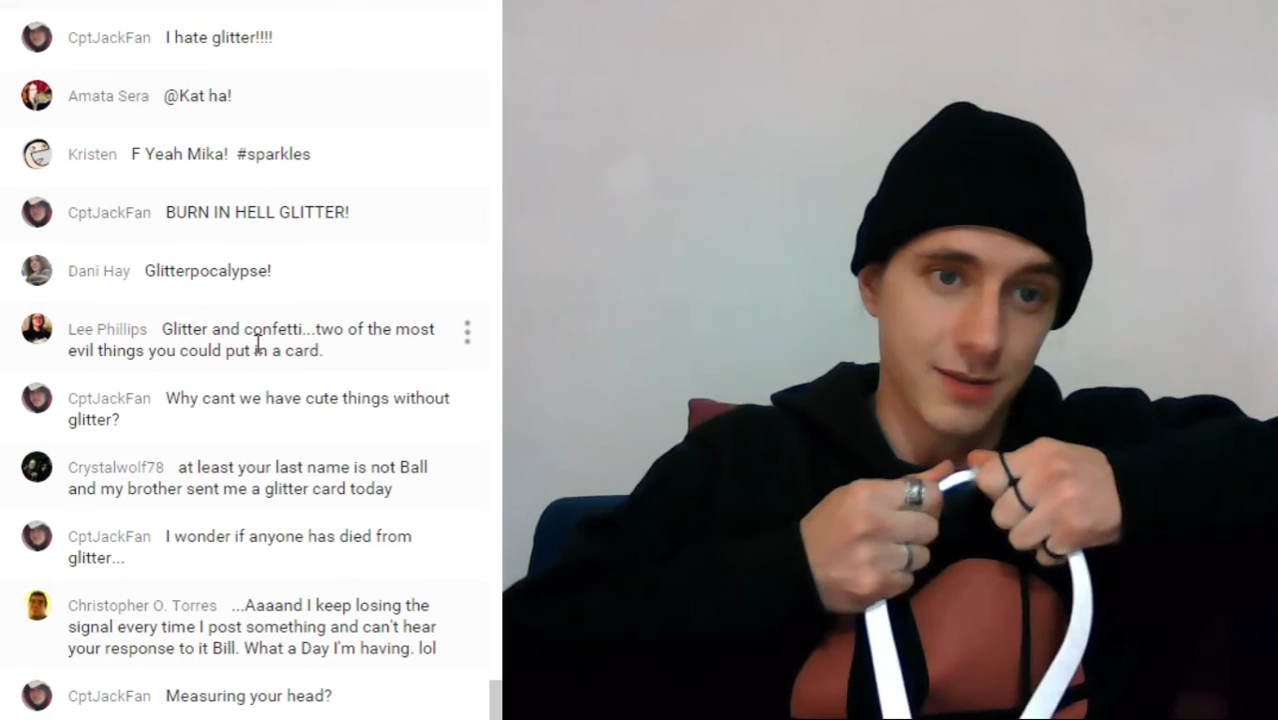 CptJackFan I hate glitter!!!!
Amata Sera @Kat ha!
Kristen F Yeah Mika! #sparkles
CptJackFan BURN IN HELL GLITTER!
Dani Hay Glitterpocalypse!
Lee Phillips Glitter and confetti...two of the most
evil things you could put in a card.
CptJackFan Why cant we have cute things without
glitter?
Crystalwolf78 at least your last name is not Ball
and my brother sent me a glitter card today
CptJackFan I wonder if anyone has died from
glitter...
Christopher O. Torres ...Aaaand I keep losing the
signal every time I post something and can't hear
your response to it Bill. What a Day I'm having. lol
CptJackFan Measuring your head?